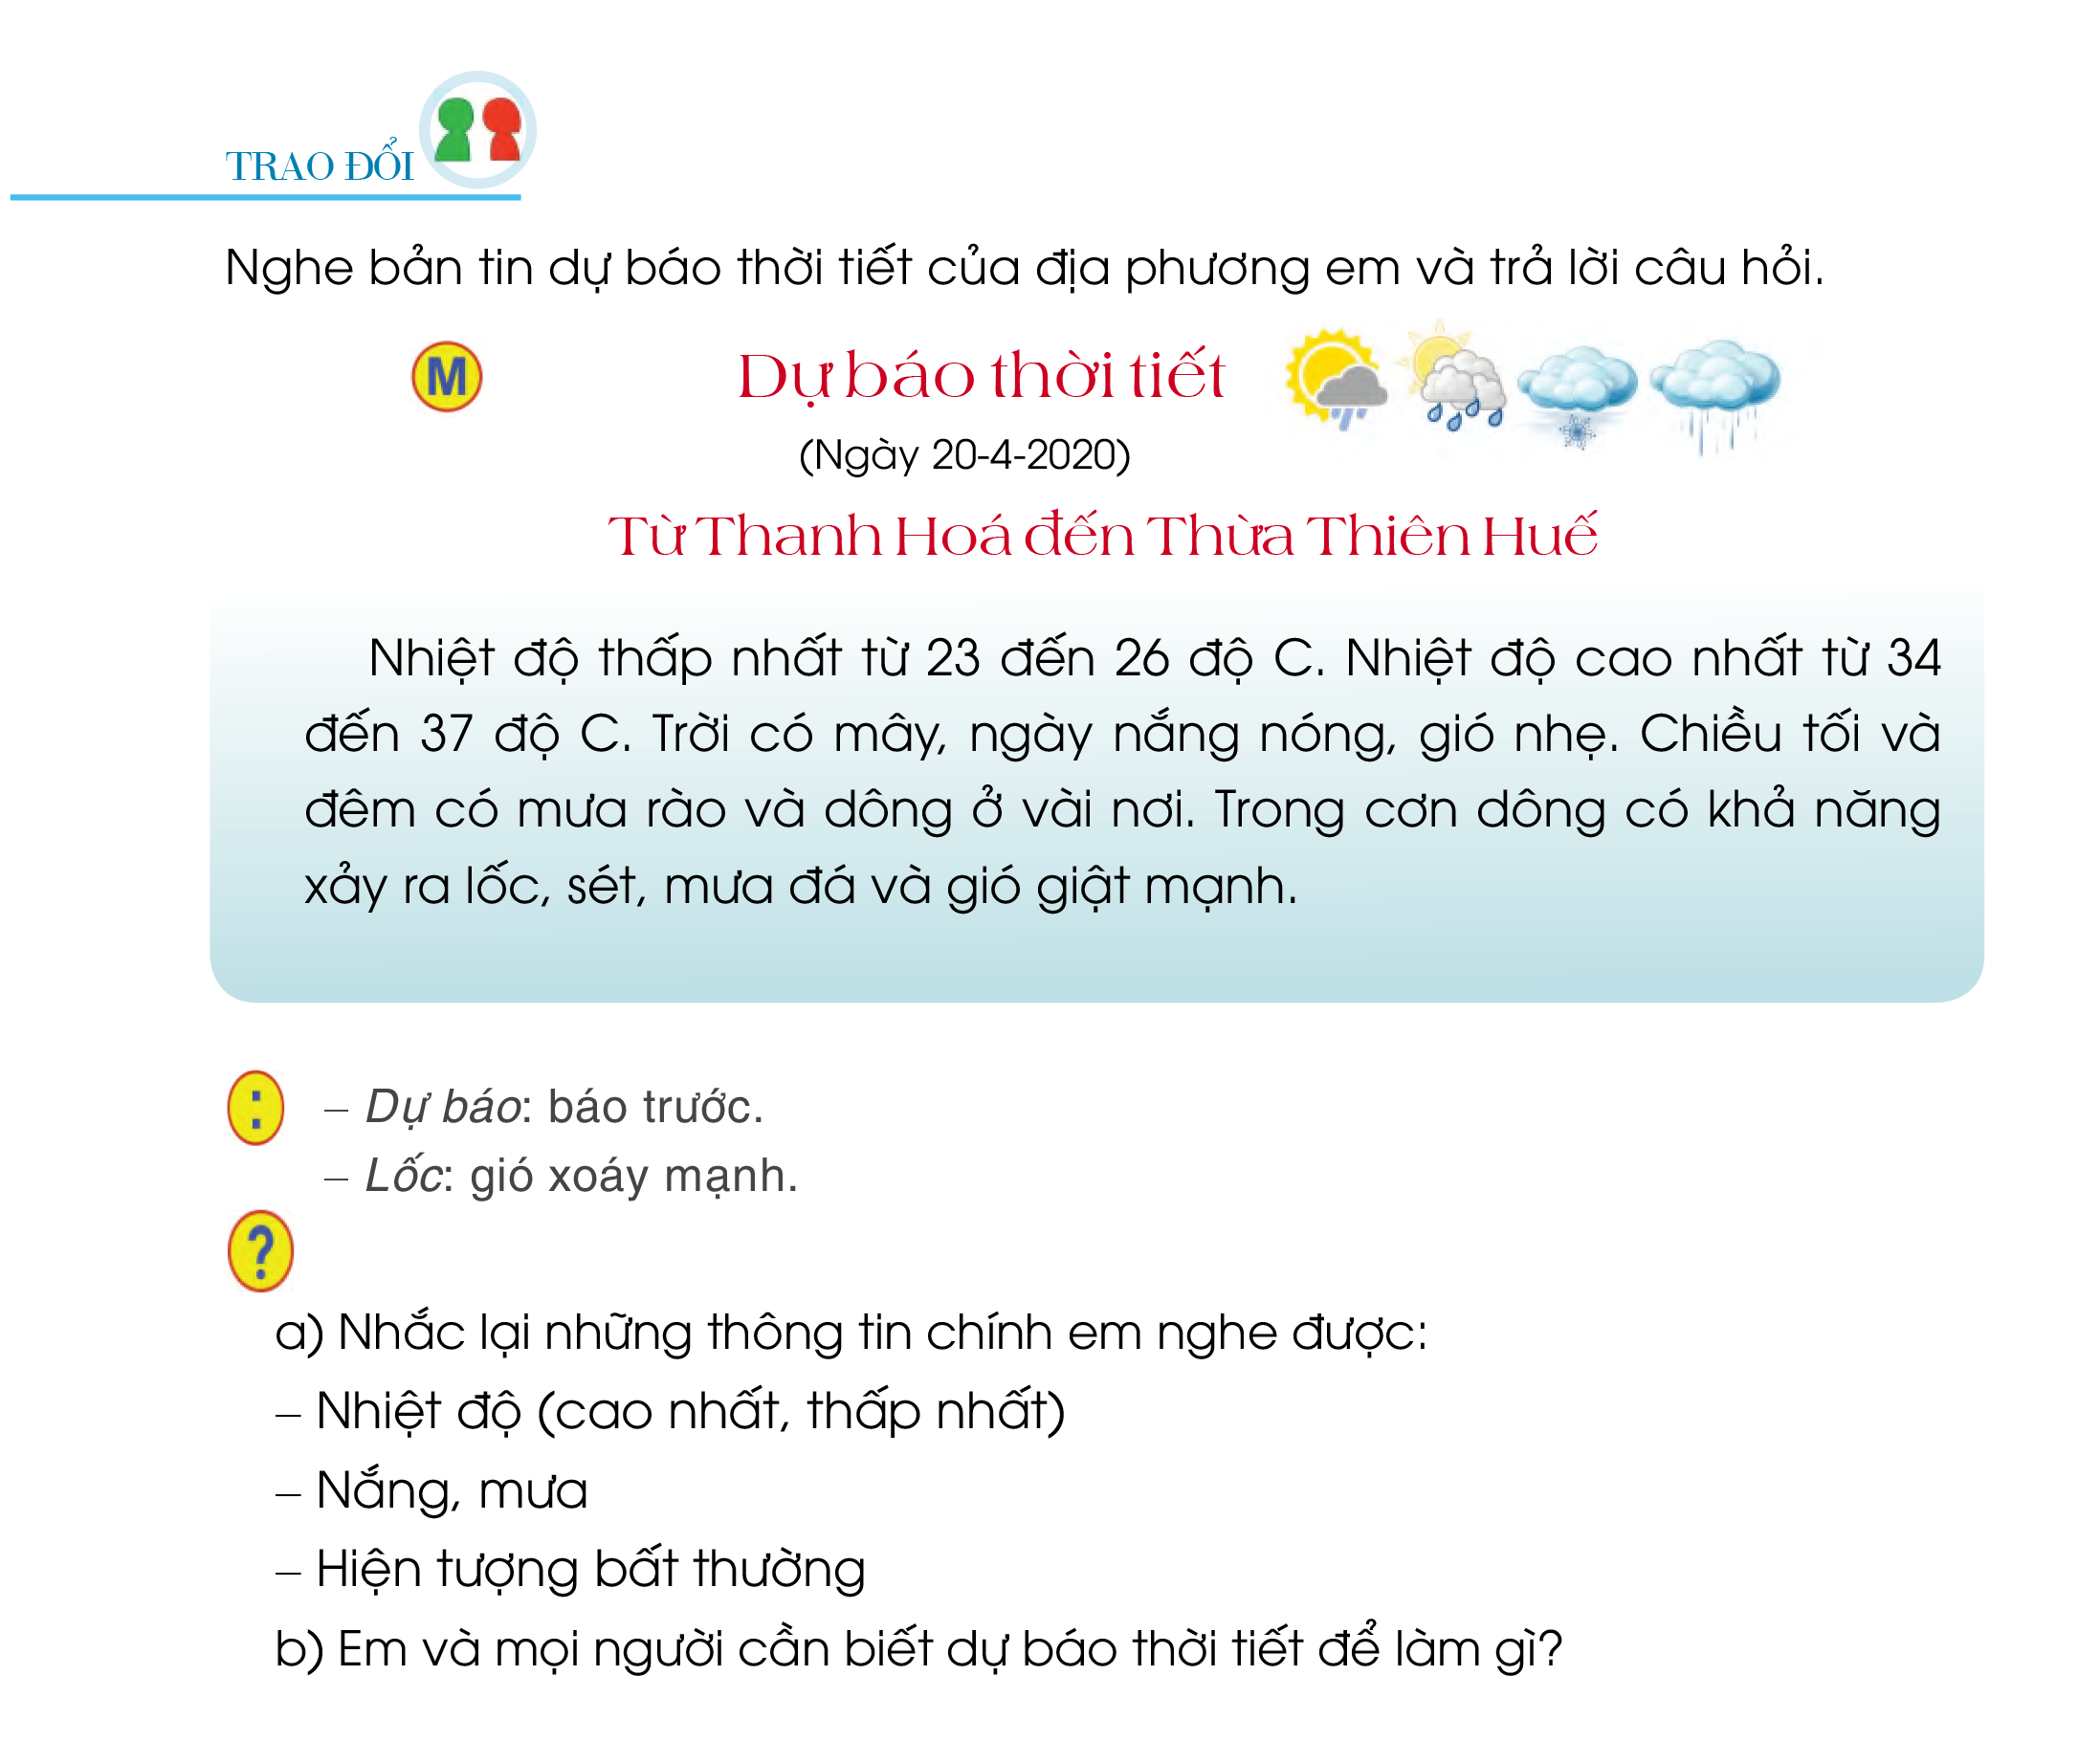 TRAO ĐỔI
Nghe bản tin dự báo thời tiết của địa phương em và trả lời câu hỏi.
M
Dự báo thời tiết
(Ngày 20-4-2020)
Từ Thanh Hoá đến Thừa Thiên Huế
Nhiệt độ thấp nhất từ 23 đến 26 độ C. Nhiệt độ cao nhất từ 34
đến 37 độ C. Trời có mây, ngày nắng nóng, gió nhẹ. Chiều tối và
đêm có mưa rào và dông ở vài nơi. Trong cơn dông có khả năng
xảy ra lốc, sét, mưa đá và gió giật mạnh.
:
– Dự báo: báo trước.
– Lốc: gió xoáy mạnh.
?
a) Nhắc lại những thông tin chính em nghe được:
– Nhiệt độ (cao nhất, thấp nhất)
– Nắng, mưa
– Hiện tượng bất thường
b) Em và mọi người cần biết dự báo thời tiết để làm gì?